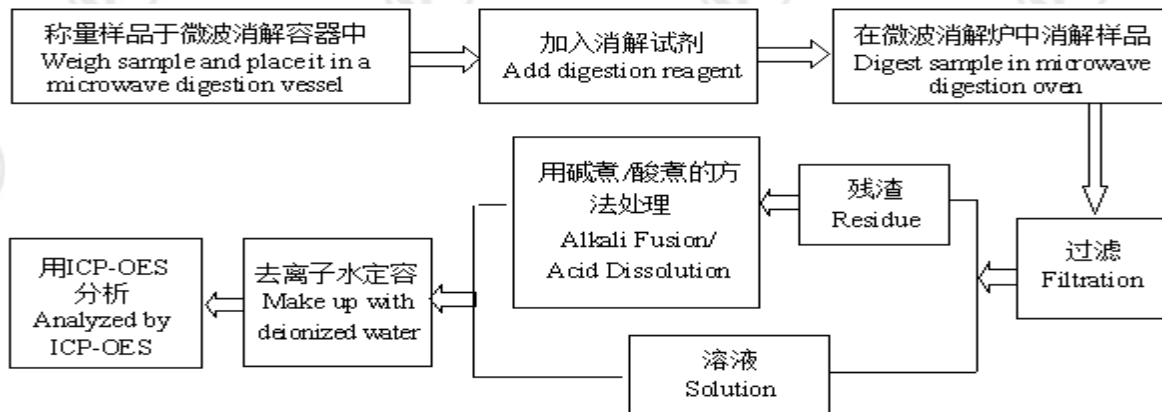 称量样品于微波消解容器中
Weigh sample and place it in a
microwave digestion vessel
加入消解试剂
Add digestion reagent
在微波消解炉中消解样品
Digest sample in microwave
digestion oven
过滤
Filtration
残渣
Residue
用碱煮/酸煮的方
法处理
Alkali Fusion/
Acid Dissolution
溶液
Solution
去离子水定容
Make up with
deionized water
用ICP-OES
分析
Analyzed by
ICP-OES